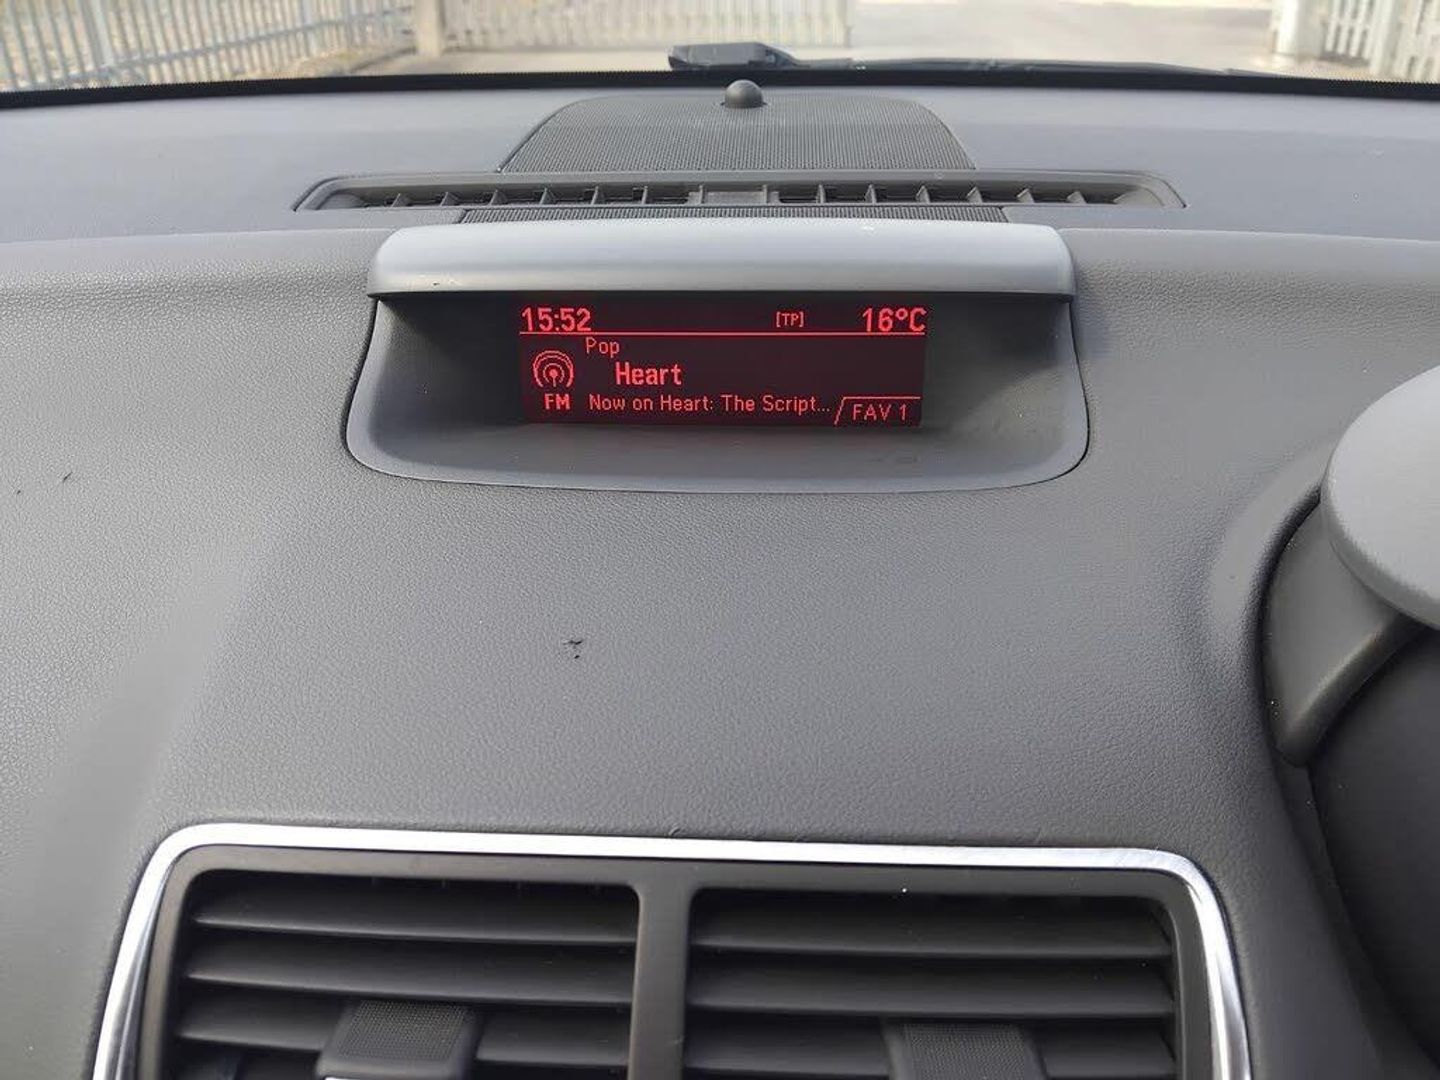 15:52 [TP] 16°C
Pop
Heart
FM Now on Heart: The Script... FAV 1